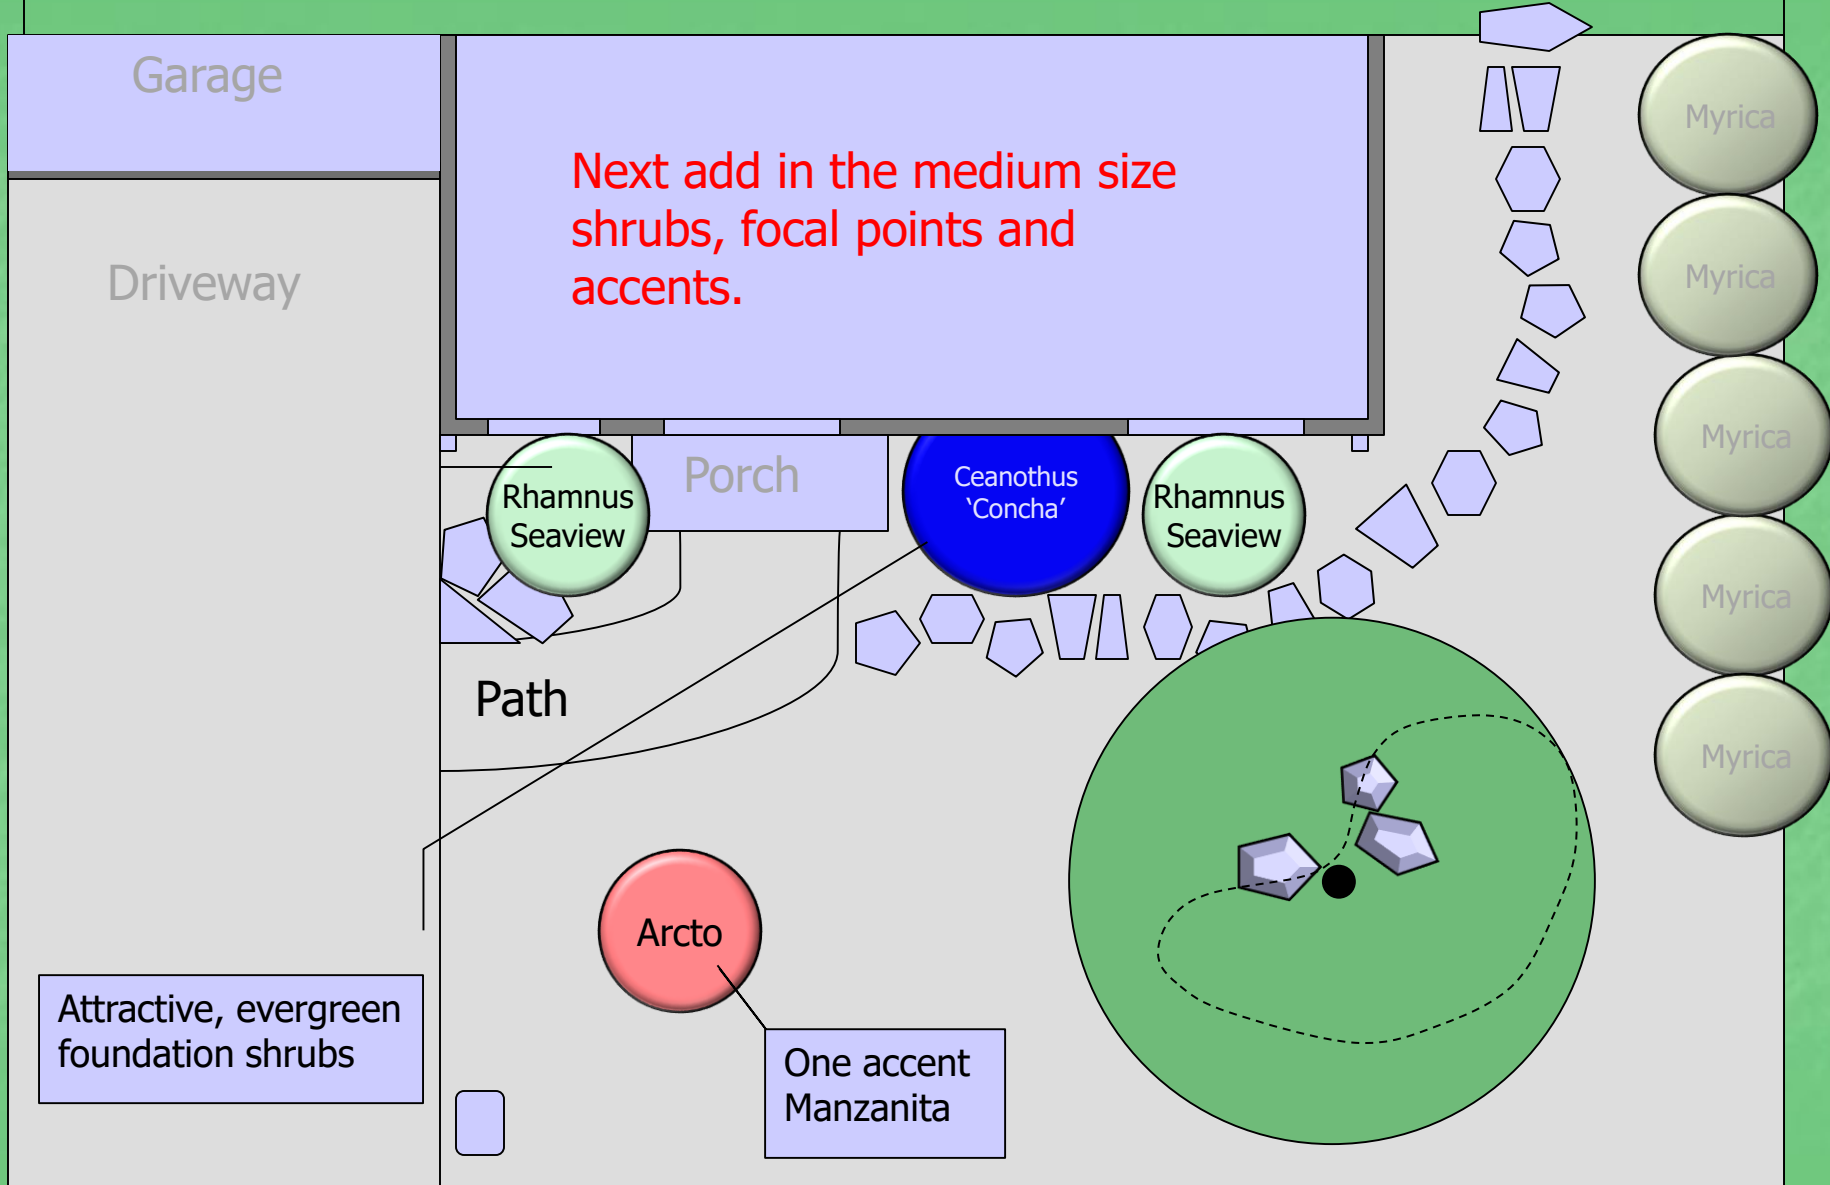 Garage
Next add in the medium size
shrubs, focal points and
accents.
Driveway
Myrica
Myrica
Myrica
Myrica
Myrica
Porch
Rhamnus
Seaview
Ceanothus
‘Concha’
Rhamnus
Seaview
Path
Arcto
Attractive, evergreen
foundation shrubs
One accent
Manzanita